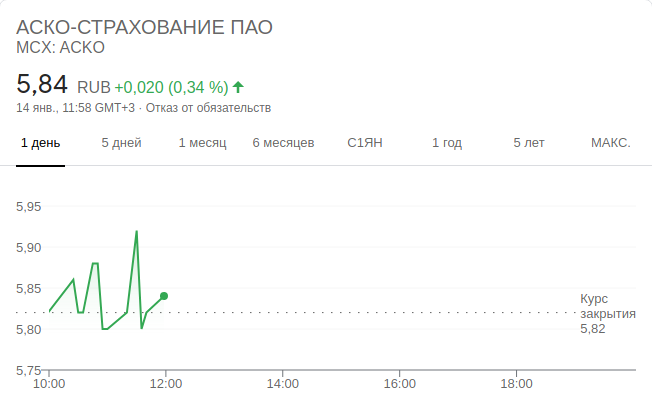 АСКО-СТРАХОВАНИЕ ПАО
MCX: ACKO
5,84 RUB +0,020 (0,34 %)
14 янв., 11:58 GMT+3 · Отказ от обязательств
1 день 5 дней 1 месяц 6 месяцев С1ЯН 1 год 5 лет МАКС.
5,95
5,90
5,85
Курс
закрытия
5,82
5,80
5,75
10:00 12:00 14:00 16:00 18:00